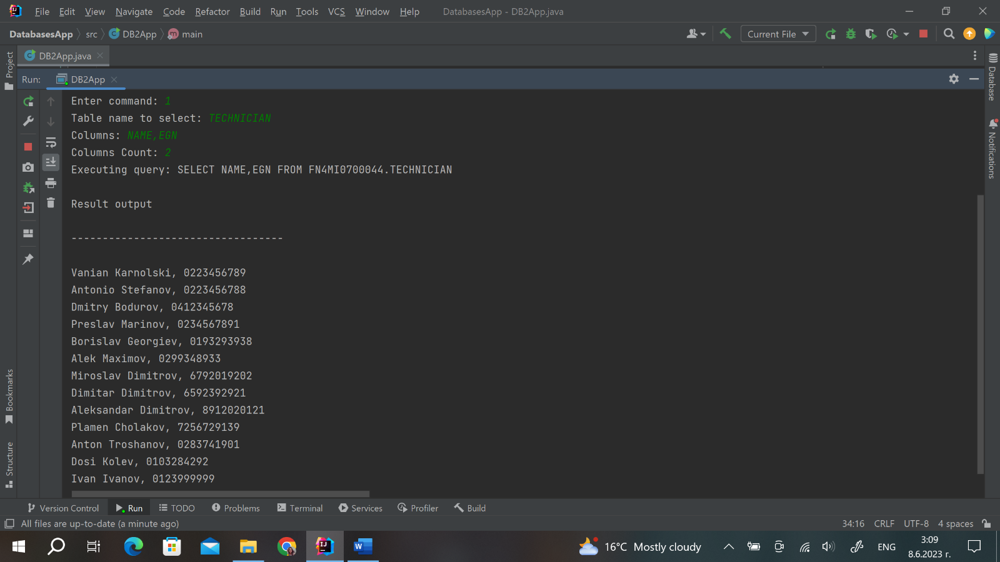 File Edit View Navigate Code Refactor Build Run Tools VCS Window Help DatabasesApp - DB2App.java
DatabasesApp src DB2App main Current File
DB2App.java
Run: DB2App
Project
Bookmarks
Structure
Database
Notifications
Enter command: 1
Table name to select: TECHNICIAN
Columns: NAME,EGN
Columns Count: 2
Executing query: SELECT NAME,EGN FROM FN4MI0700044.TECHNICIAN
Result output
----------------------------------
Vanian Karnolski, 0223456789
Antonio Stefanov, 0223456788
Dmitry Bodurov, 0412345678
Preslav Marinov, 0234567891
Borislav Georgiev, 0193293938
Alek Maximov, 0299348933
Miroslav Dimitrov, 6792019202
Dimitar Dimitrov, 6592392921
Aleksandar Dimitrov, 8912020121
Plamen Cholakov, 7256729139
Anton Troshanov, 0283741901
Dosi Kolev, 0103284292
Ivan Ivanov, 0123999999
Version Control Run TODO Problems Terminal Services Profiler Build
All files are up-to-date (a minute ago) 34:16 CRLF UTF-8 4 spaces
16°C Mostly cloudy ENG 3:09
8.6.2023 г.